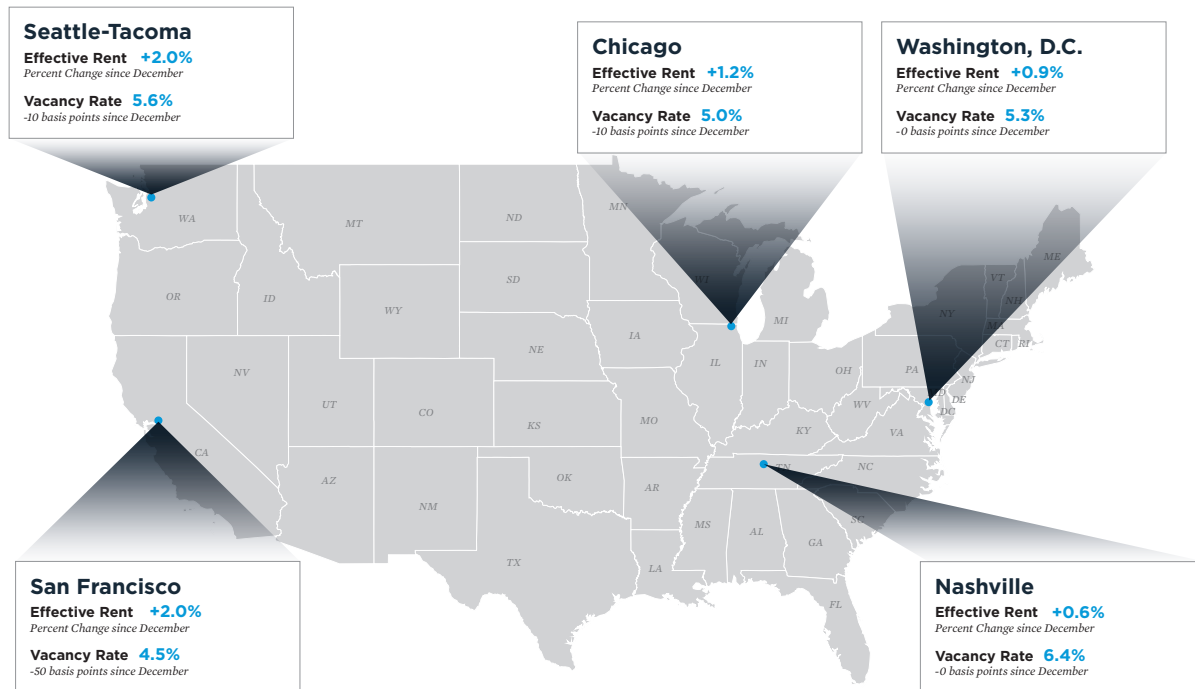 Seattle-Tacoma
Effective Rent +2.0%
Percent Change since December
Vacancy Rate 5.6%
-10 basis points since December
Chicago
Effective Rent +1.2%
Percent Change since December
Vacancy Rate 5.0%
-10 basis points since December
Washington, D.C.
Effective Rent +0.9%
Percent Change since December
Vacancy Rate 5.3%
-0 basis points since December
WA
MT
ND
MN
OR
ID
WY
SD
WI
MI
ME
VT
NH
NY
MA
CT
RI
NV
UT
CO
NE
IA
IL
IN
OH
PA
NJ
DE
DC
WV
VA
CA
AZ
NM
KS
MO
KY
OK
AR
TN
NC
SC
TX
LA
MS
AL
GA
FL
San Francisco
Effective Rent +2.0%
Percent Change since December
Vacancy Rate 4.5%
-50 basis points since December
Nashville
Effective Rent +0.6%
Percent Change since December
Vacancy Rate 6.4%
-0 basis points since December